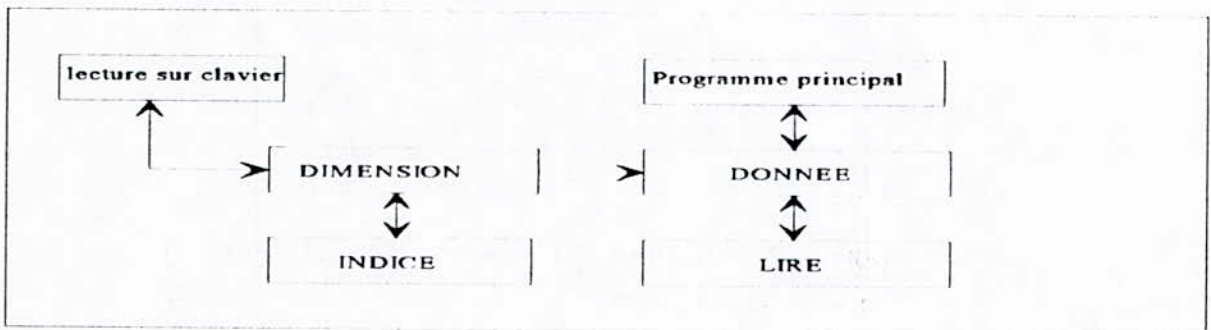 lecture sur clavier
Programme principal
DIMENSION
DONNEE
INDICE
LIRE